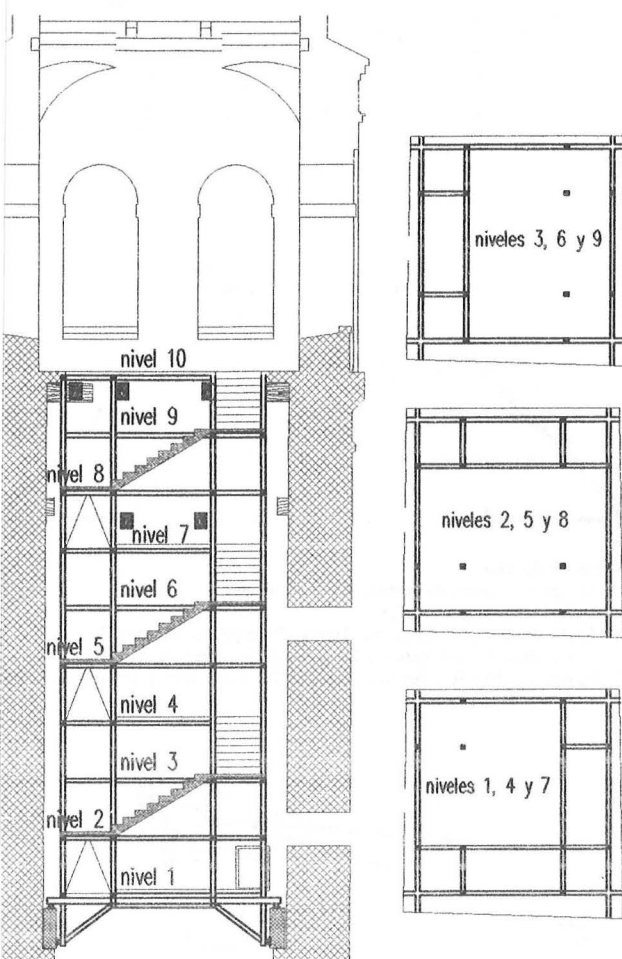 nivel 10
nivel 9
nivel 8
nivel 7
nivel 6
nivel 5
nivel 4
nivel 3
nivel 2
nivel 1
niveles 3, 6 y 9
niveles 2, 5 y 8
niveles 1, 4 y 7